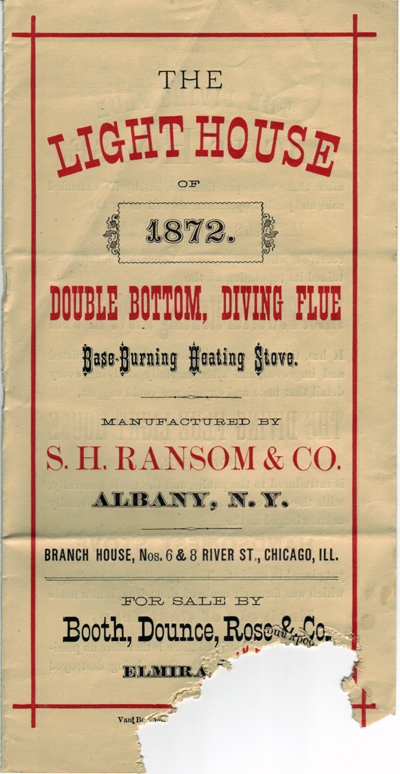 THE
LIGHT HOUSE
OF
1872.
DOUBLE BOTTOM, DIVING FLUE
Base-Burning Heating Stove.
MANUFACTURED BY
S. H. RANSOM & CO.
ALBANY, N. Y.
BRANCH HOUSE, Nos. 6 & 8 RIVER ST., CHICAGO, ILL.
FOR SALE BY
Booth, Dounce, Rose & Co.
ELMIRA